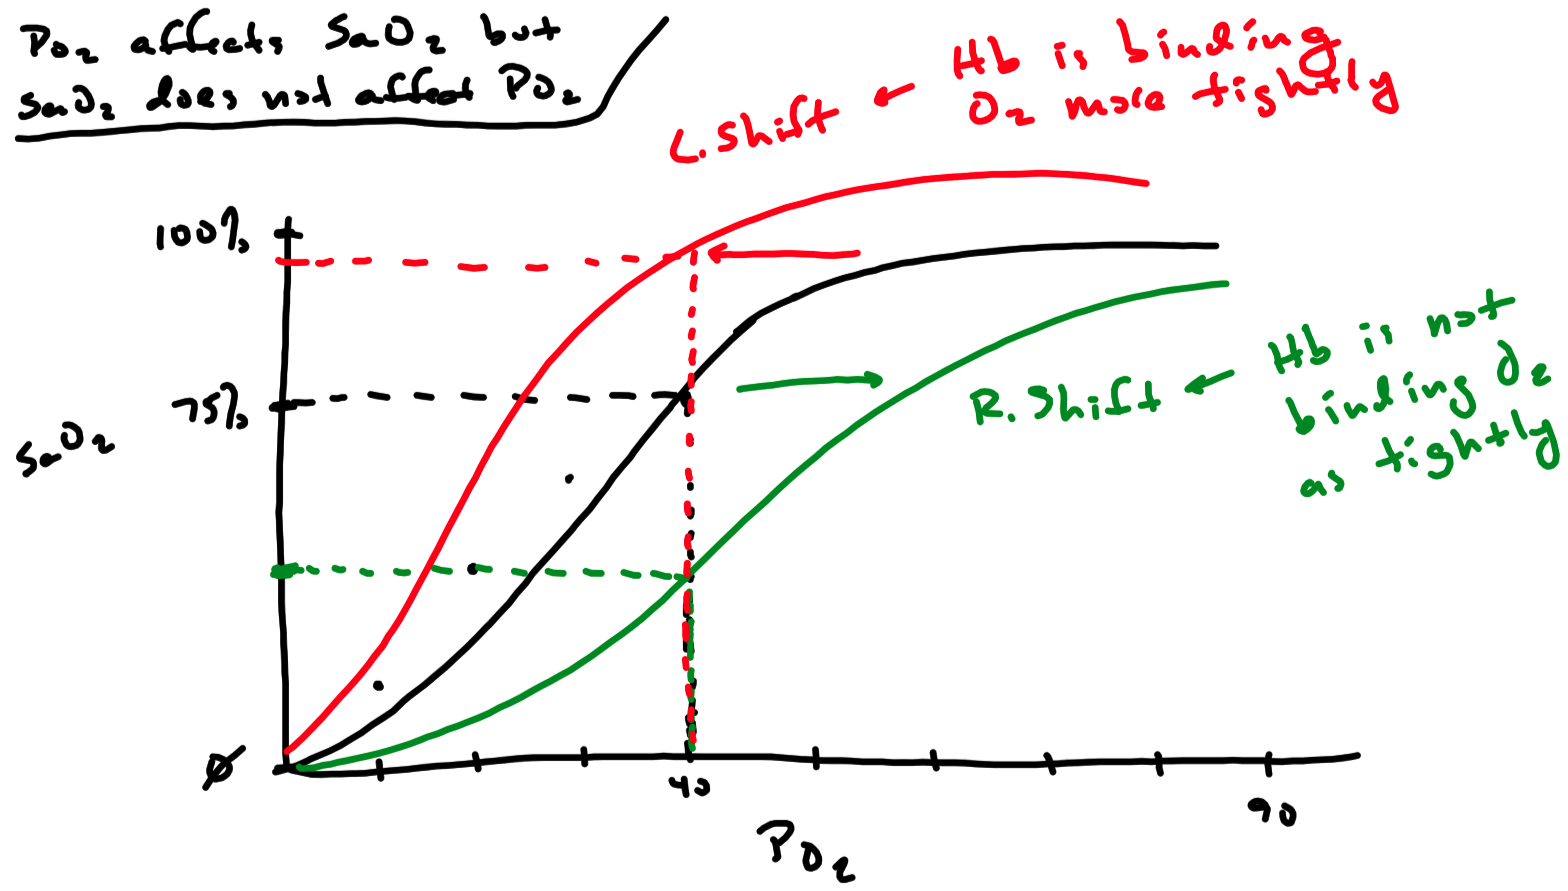 PO₂ affects SaO₂ but
SaO₂ does not affect PO₂
L. Shift ← Hb is binding
O₂ more tightly
100%
75%
SaO₂
R. Shift ← Hb is not
binding O₂
as tightly
Ø
40
90
PO₂